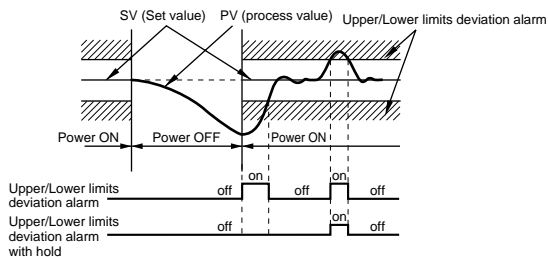 SV (Set value) PV (process value) Upper/Lower limits deviation alarm
Power ON Power OFF Power ON
Upper/Lower limits
deviation alarm
off on off on off
Upper/Lower limits
deviation alarm
with hold
off on off